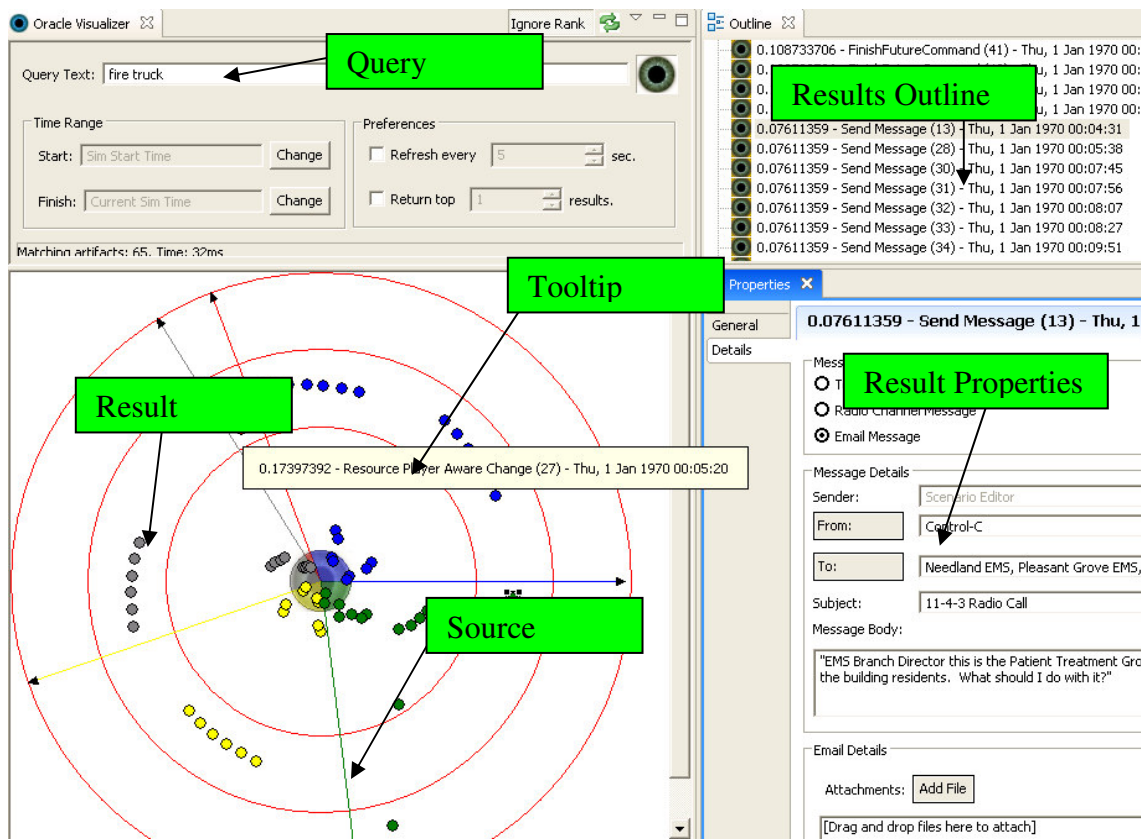 Oracle Visualizer
Ignore Rank
Query Text: fire truck
Query
Time Range
Start: Sim Start Time Change
Finish: Current Sim Time Change
Preferences
Refresh every 5 sec.
Return top 1 results.
Matching artifacts: 65, Time: 32ms
Outline
0.108733706 - FinishFutureCommand (41) - Thu, 1 Jan 1970 00:
Jan 1970 00:
Jan 1970 00:
Results Outline
0.07611359 - Send Message (13) - Thu, 1 Jan 1970 00:04:31
0.07611359 - Send Message (28) - Thu, 1 Jan 1970 00:05:38
0.07611359 - Send Message (30) - Thu, 1 Jan 1970 00:07:45
0.07611359 - Send Message (31) - Thu, 1 Jan 1970 00:07:56
0.07611359 - Send Message (32) - Thu, 1 Jan 1970 00:08:07
0.07611359 - Send Message (33) - Thu, 1 Jan 1970 00:08:27
0.07611359 - Send Message (34) - Thu, 1 Jan 1970 00:09:51
Tooltip
Result
0.17397392 - Resource Player Aware Change (27) - Thu, 1 Jan 1970 00:05:20
Source
Properties
General
Details
0.07611359 - Send Message (13) - Thu, 1
Result Properties
Radio Channel Message
Email Message
Message Details
Sender: Scenario Editor
From: Control-C
To: Needland EMS, Pleasant Grove EMS,
Subject: 11-4-3 Radio Call
Message Body:
"EMS Branch Director this is the Patient Treatment Gro
the building residents. What should I do with it?"
Email Details
Attachments: Add File
[Drag and drop files here to attach]